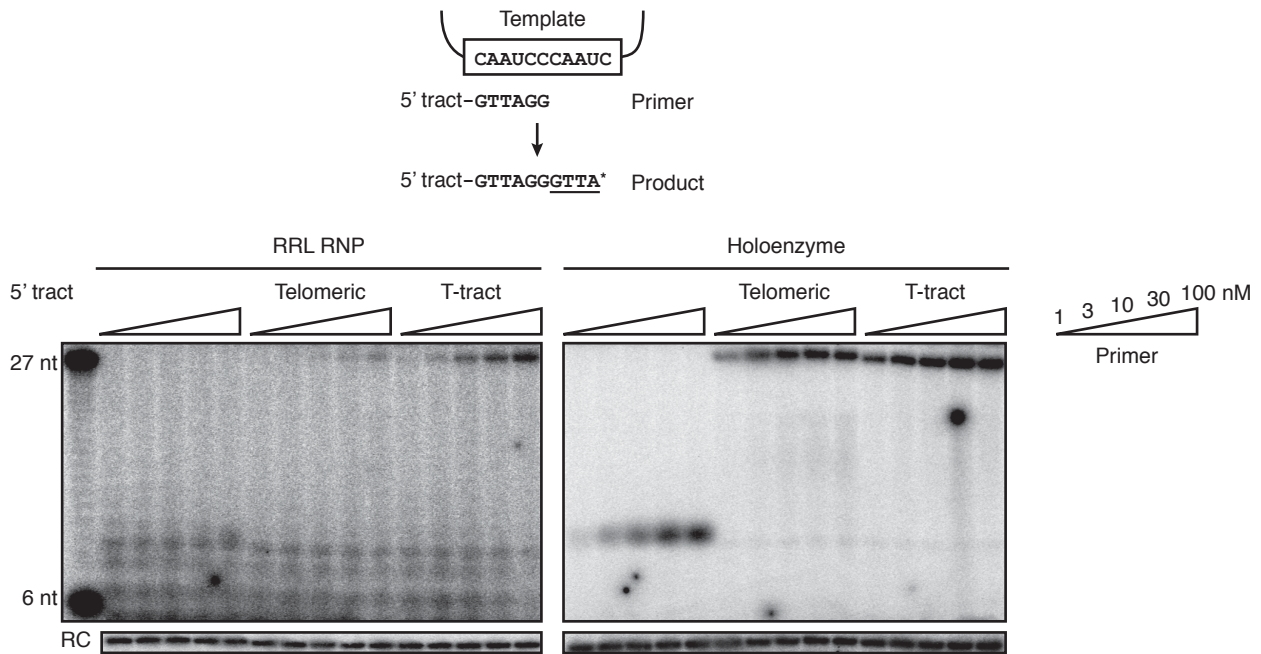 Template
CAAUCCCAAUC
5' tract-GTTAGG Primer
5' tract-GTTAGGGTTA* Product
RRL RNP Holoenzyme
5' tract Telomeric T-tract Telomeric T-tract
1 3 10 30 100 nM
Primer
27 nt
6 nt
RC